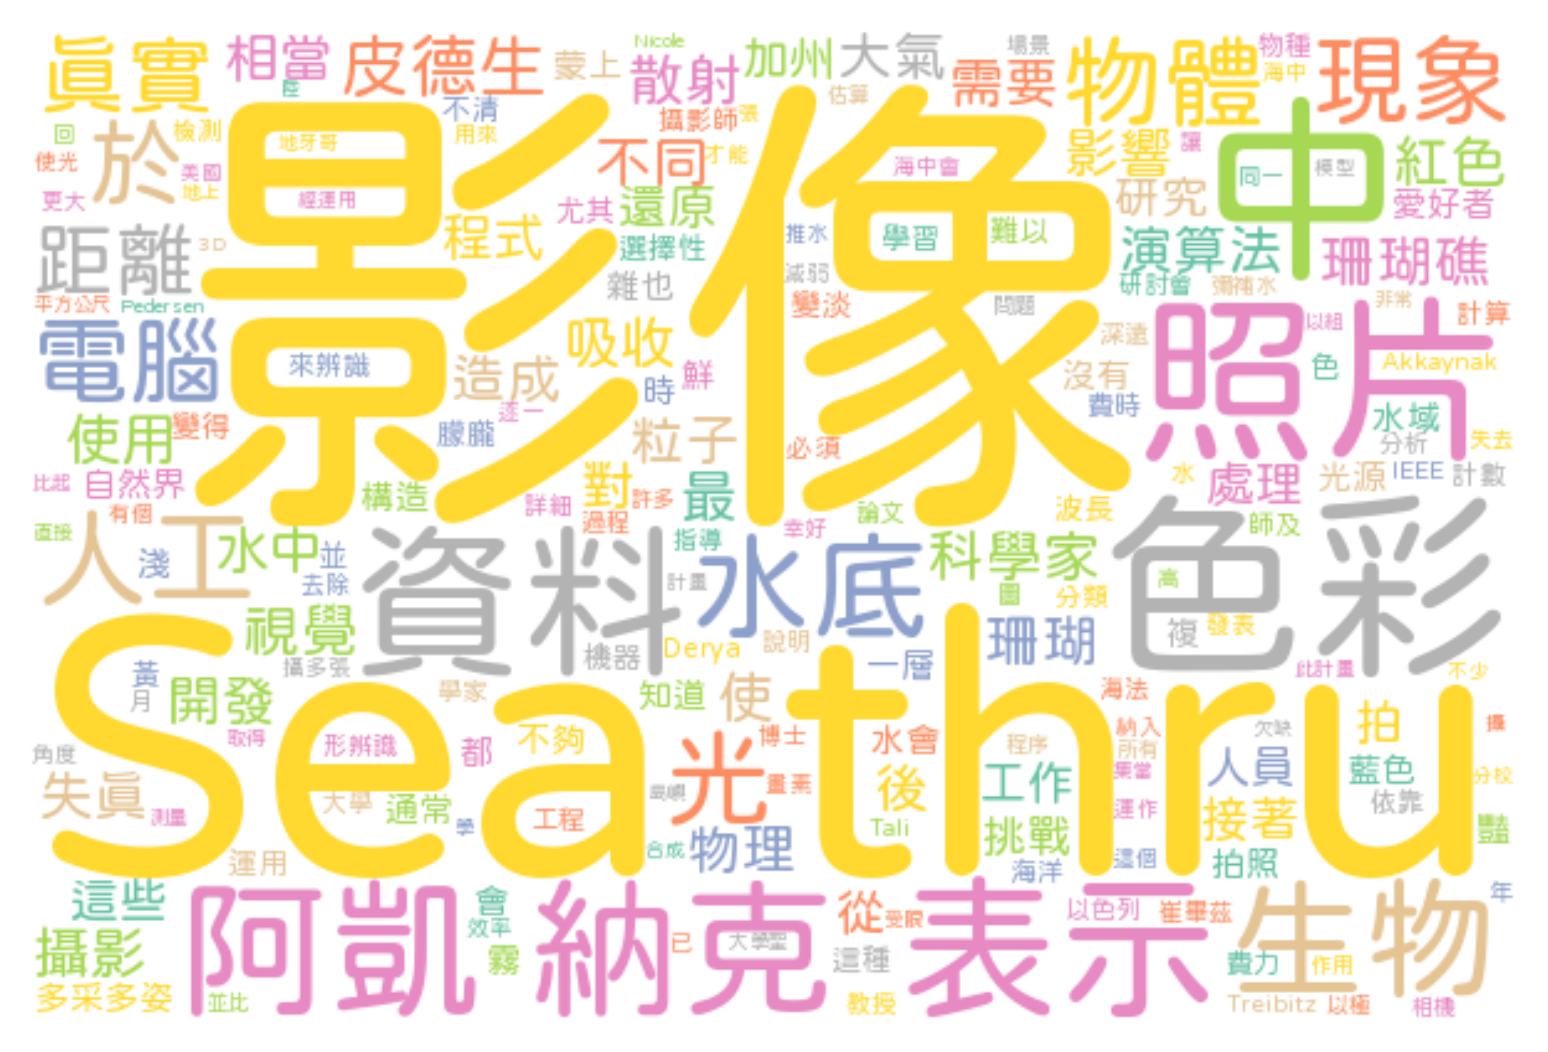 眞實
相當
皮德生
蒙上
Nicole
散射
加州
大氣
場景
需要
物體
物種
海中
現象
陸
不清
用來
估算
攝影師
張
回
於
檢測
地牙哥
影像
不同
才能
海中會
影響
讓
中
同一
模型
紅色
使光
美國
地上
更大
經運用
尤其
還原
研究
愛好者
距離
3D
程式
選擇性
推水
學習
難以
演算法
珊瑚礁
平方公尺
Pedersen
雜也
減弱
變淡
問題
研討會
彌補水
非常
計算
電腦
來辨識
造成
吸收
時
鮮
深遠
沒有
費時
照片
以組
色
Akkaynak
使用
變得
朦朧
逐一
粒子
必須
水域
分析
失去
比起
自然界
有個
構造
詳細
對
許多
過程
最
幸好
論文
波長
水
處理
光源
IEEE
計數
直接
人工
水中
淺
並
去除
資料
指導
計畫
水底
科學家
圖
分類
色彩
高
師及
視覺
機器
Derya
說明
一層
珊瑚
複
發表
黃
月
攝多張
開發
學家
知道
使
海法
此計畫
不少
Sea thru
角度
取得
形辨識
都
不夠
光
博士
水會
程序
納入
所有
欠缺
拍
攝
失眞
測量
大學
通常
學
工程
島嶼
畫素
後
工作
集當
人員
藍色
分校
運作
依靠
接著
豔
運用
合成
物理
Tali
挑戰
海洋
這個
拍照
這些
阿凱納克
會
效率
霧
已
大學聖
從
受限
表示
以色列
崔畢茲
生物
年
攝影
這種
費力
作用
多采多姿
並比
教授
Treibitz
以極
相機